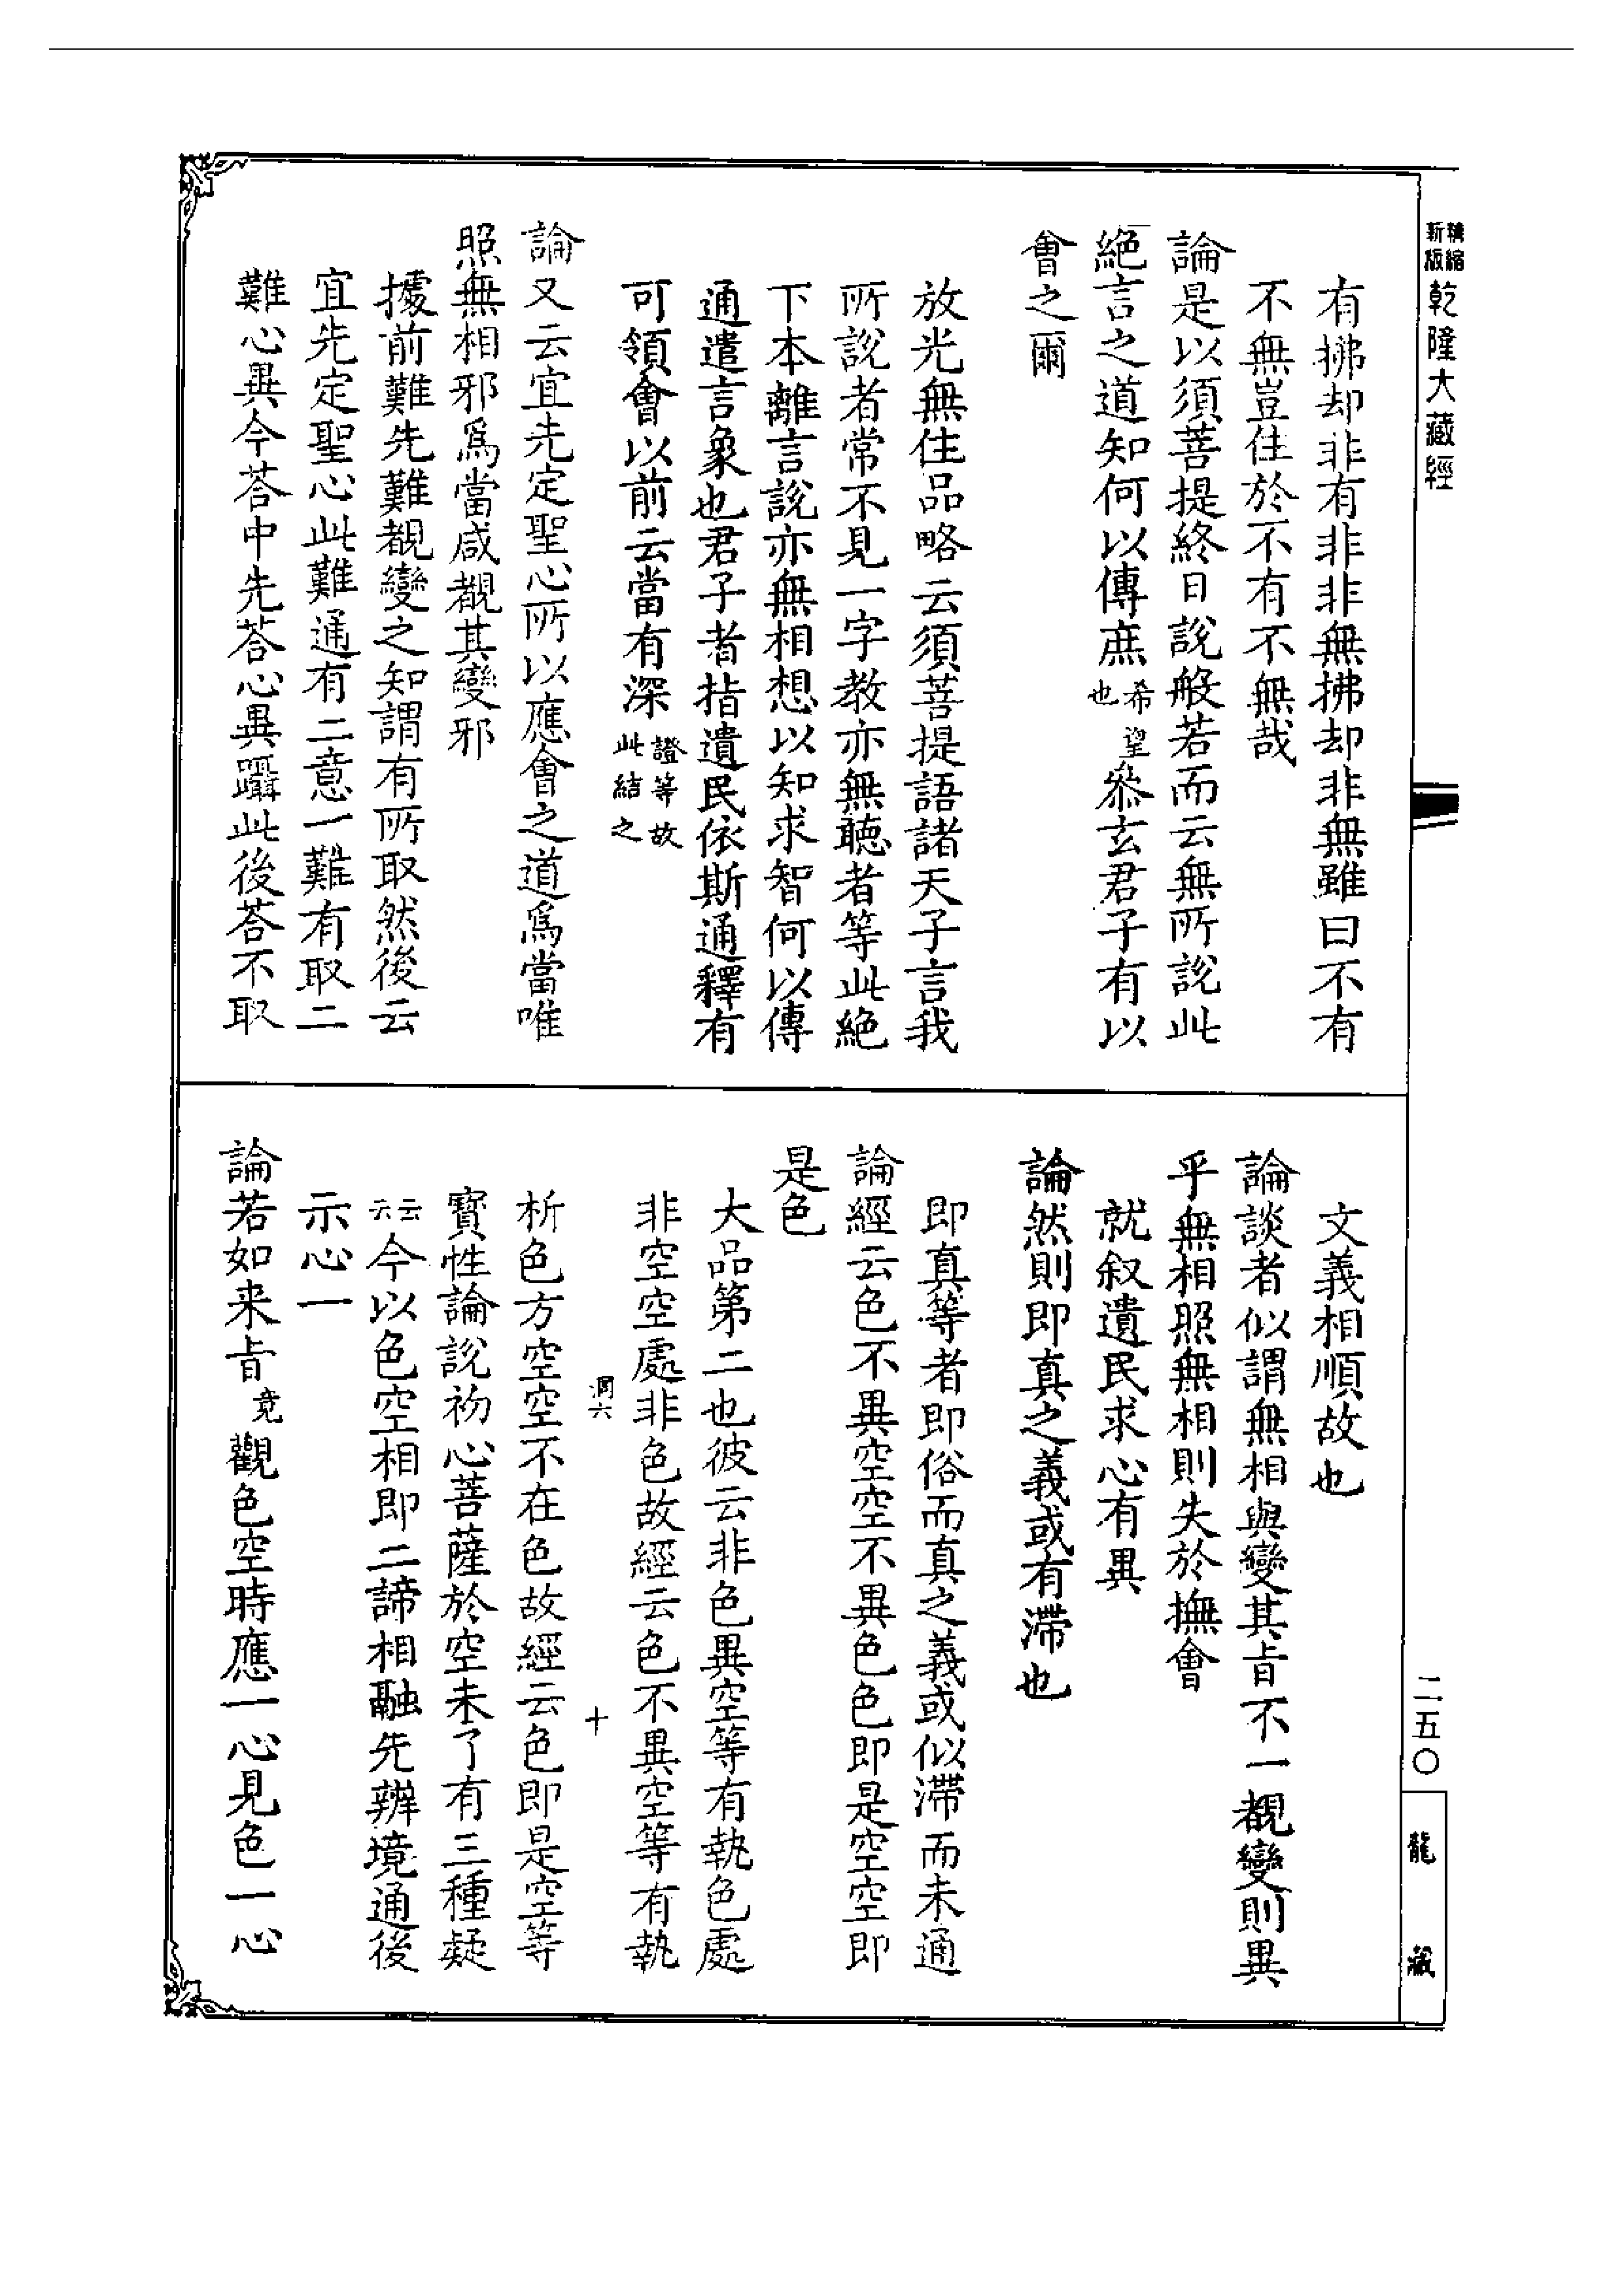 精縮新版乾隆大藏經
有拂却非有非非無拂却非無雖曰不有
不無豈住於不有不無哉
論是以須菩提終日說般若而云無所說此
絕言之道知何以傳庶希望也叅玄君子有以
會之爾
放光無住品略云須菩提語諸天子言我
所說者常不見一字教亦無聽者等此絕
下本離言說亦無相想以知求智何以傳
通遣言象也君子者指遺民依斯通釋有
可領會以前云當有深證等故此結之
論又云宜先定聖心所以應會之道爲當唯
照無相邪爲當咸覩其變邪
據前難先難覩變之知謂有所取然後云
宜先定聖心此難通有二意一難有取二
難心異今荅中先荅心異躡此後荅不取
文義相順故也
論談者似謂無相與變其旨不一覩變則異
乎無相照無相則失於撫會
就叙遺民求心有異
論然則即真之義或有滯也
即真等者即俗而真之義或似滯而未通
論經云色不異空空不異色色即是空空即
是色
大品第二也彼云非色異空等有執色處
非空空處非色故經云色不異空等有執
洞六 十
析色方空空不在色故經云色即是空等
寶性論說初心菩薩於空未了有三種疑
云云今以色空相即二諦相融先辨境通後
示心一
論若如来旨竟觀色空時應一心見色一心
二五〇
龍藏